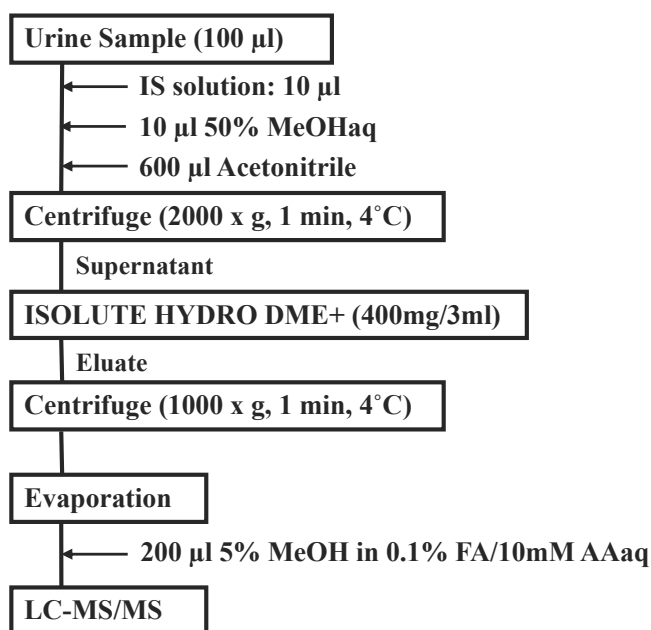 Urine Sample (100 µl)
IS solution: 10 µl
10 µl 50% MeOHaq
600 µl Acetonitrile
Centrifuge (2000 x g, 1 min, 4˚C)
Supernatant
ISOLUTE HYDRO DME+ (400mg/3ml)
Eluate
Centrifuge (1000 x g, 1 min, 4˚C)
Evaporation
200 µl 5% MeOH in 0.1% FA/10mM AAaq
LC-MS/MS